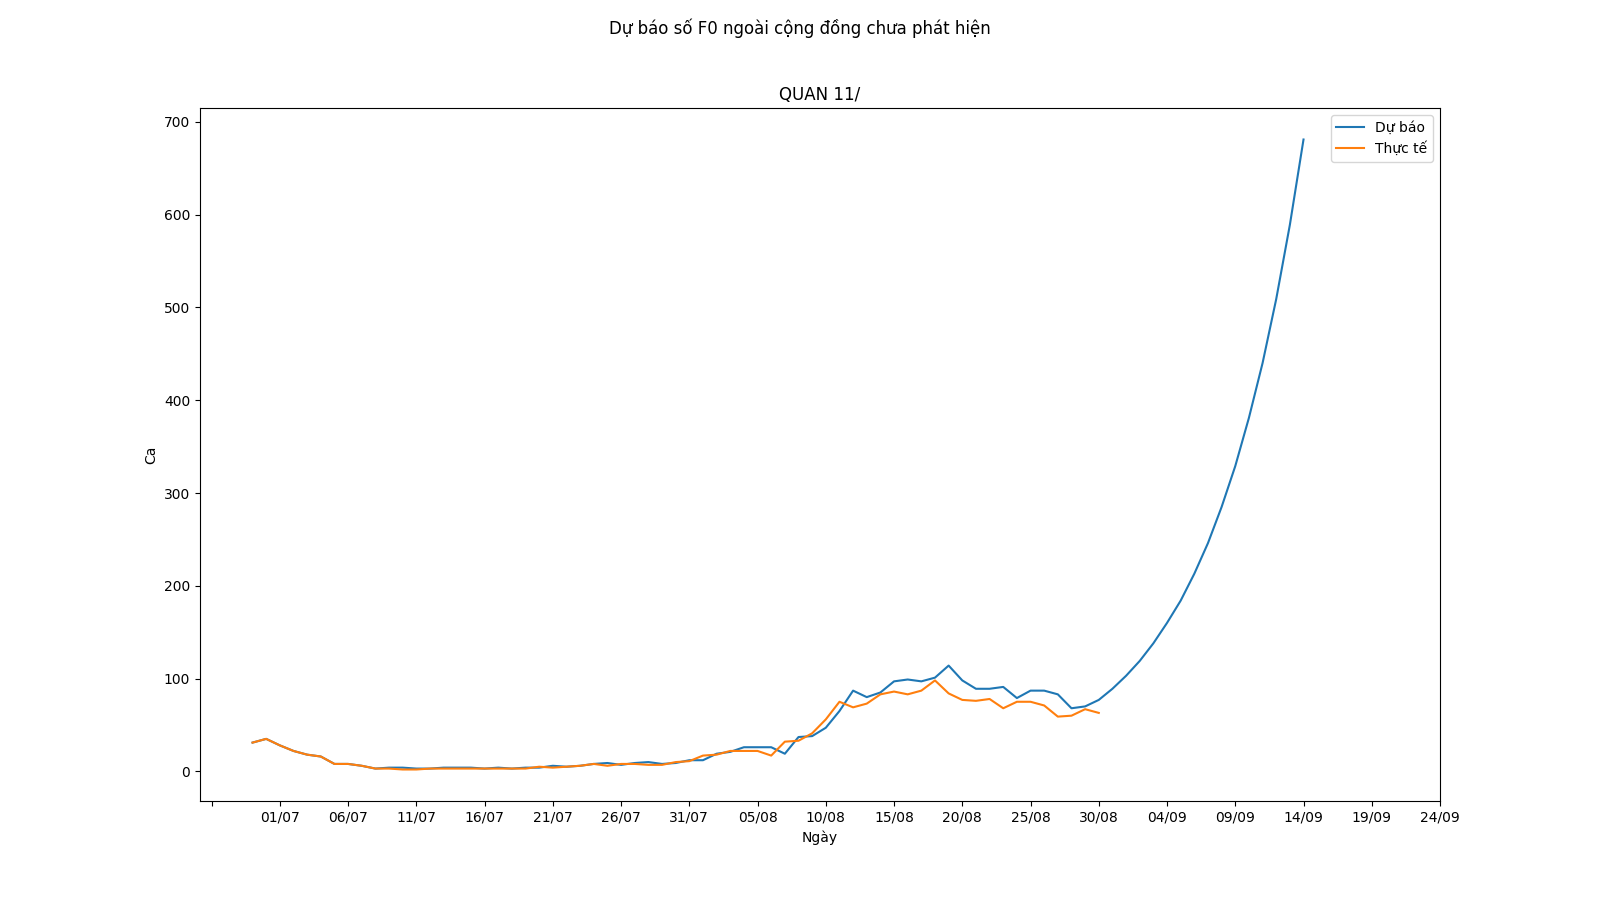 Dự báo số F0 ngoài cộng đồng chưa phát hiện
QUAN 11/
Dự báo
Thực tế
700
600
500
400
300
200
100
0
Ca
01/07 06/07 11/07 16/07 21/07 26/07 31/07 05/08 10/08 15/08 20/08 25/08 30/08 04/09 09/09 14/09 19/09 24/09
Ngày